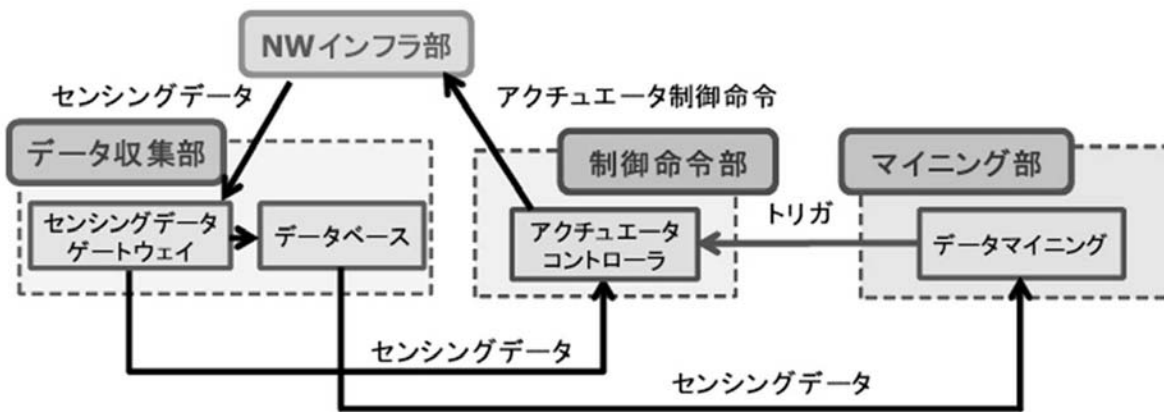 NWインフラ部
センシングデータ
アクチュエータ制御命令
データ収集部
制御命令部
マイニング部
センシングデータ
ゲートウェイ
データベース
アクチュエータ
コントローラ
トリガ
データマイニング
センシングデータ
センシングデータ